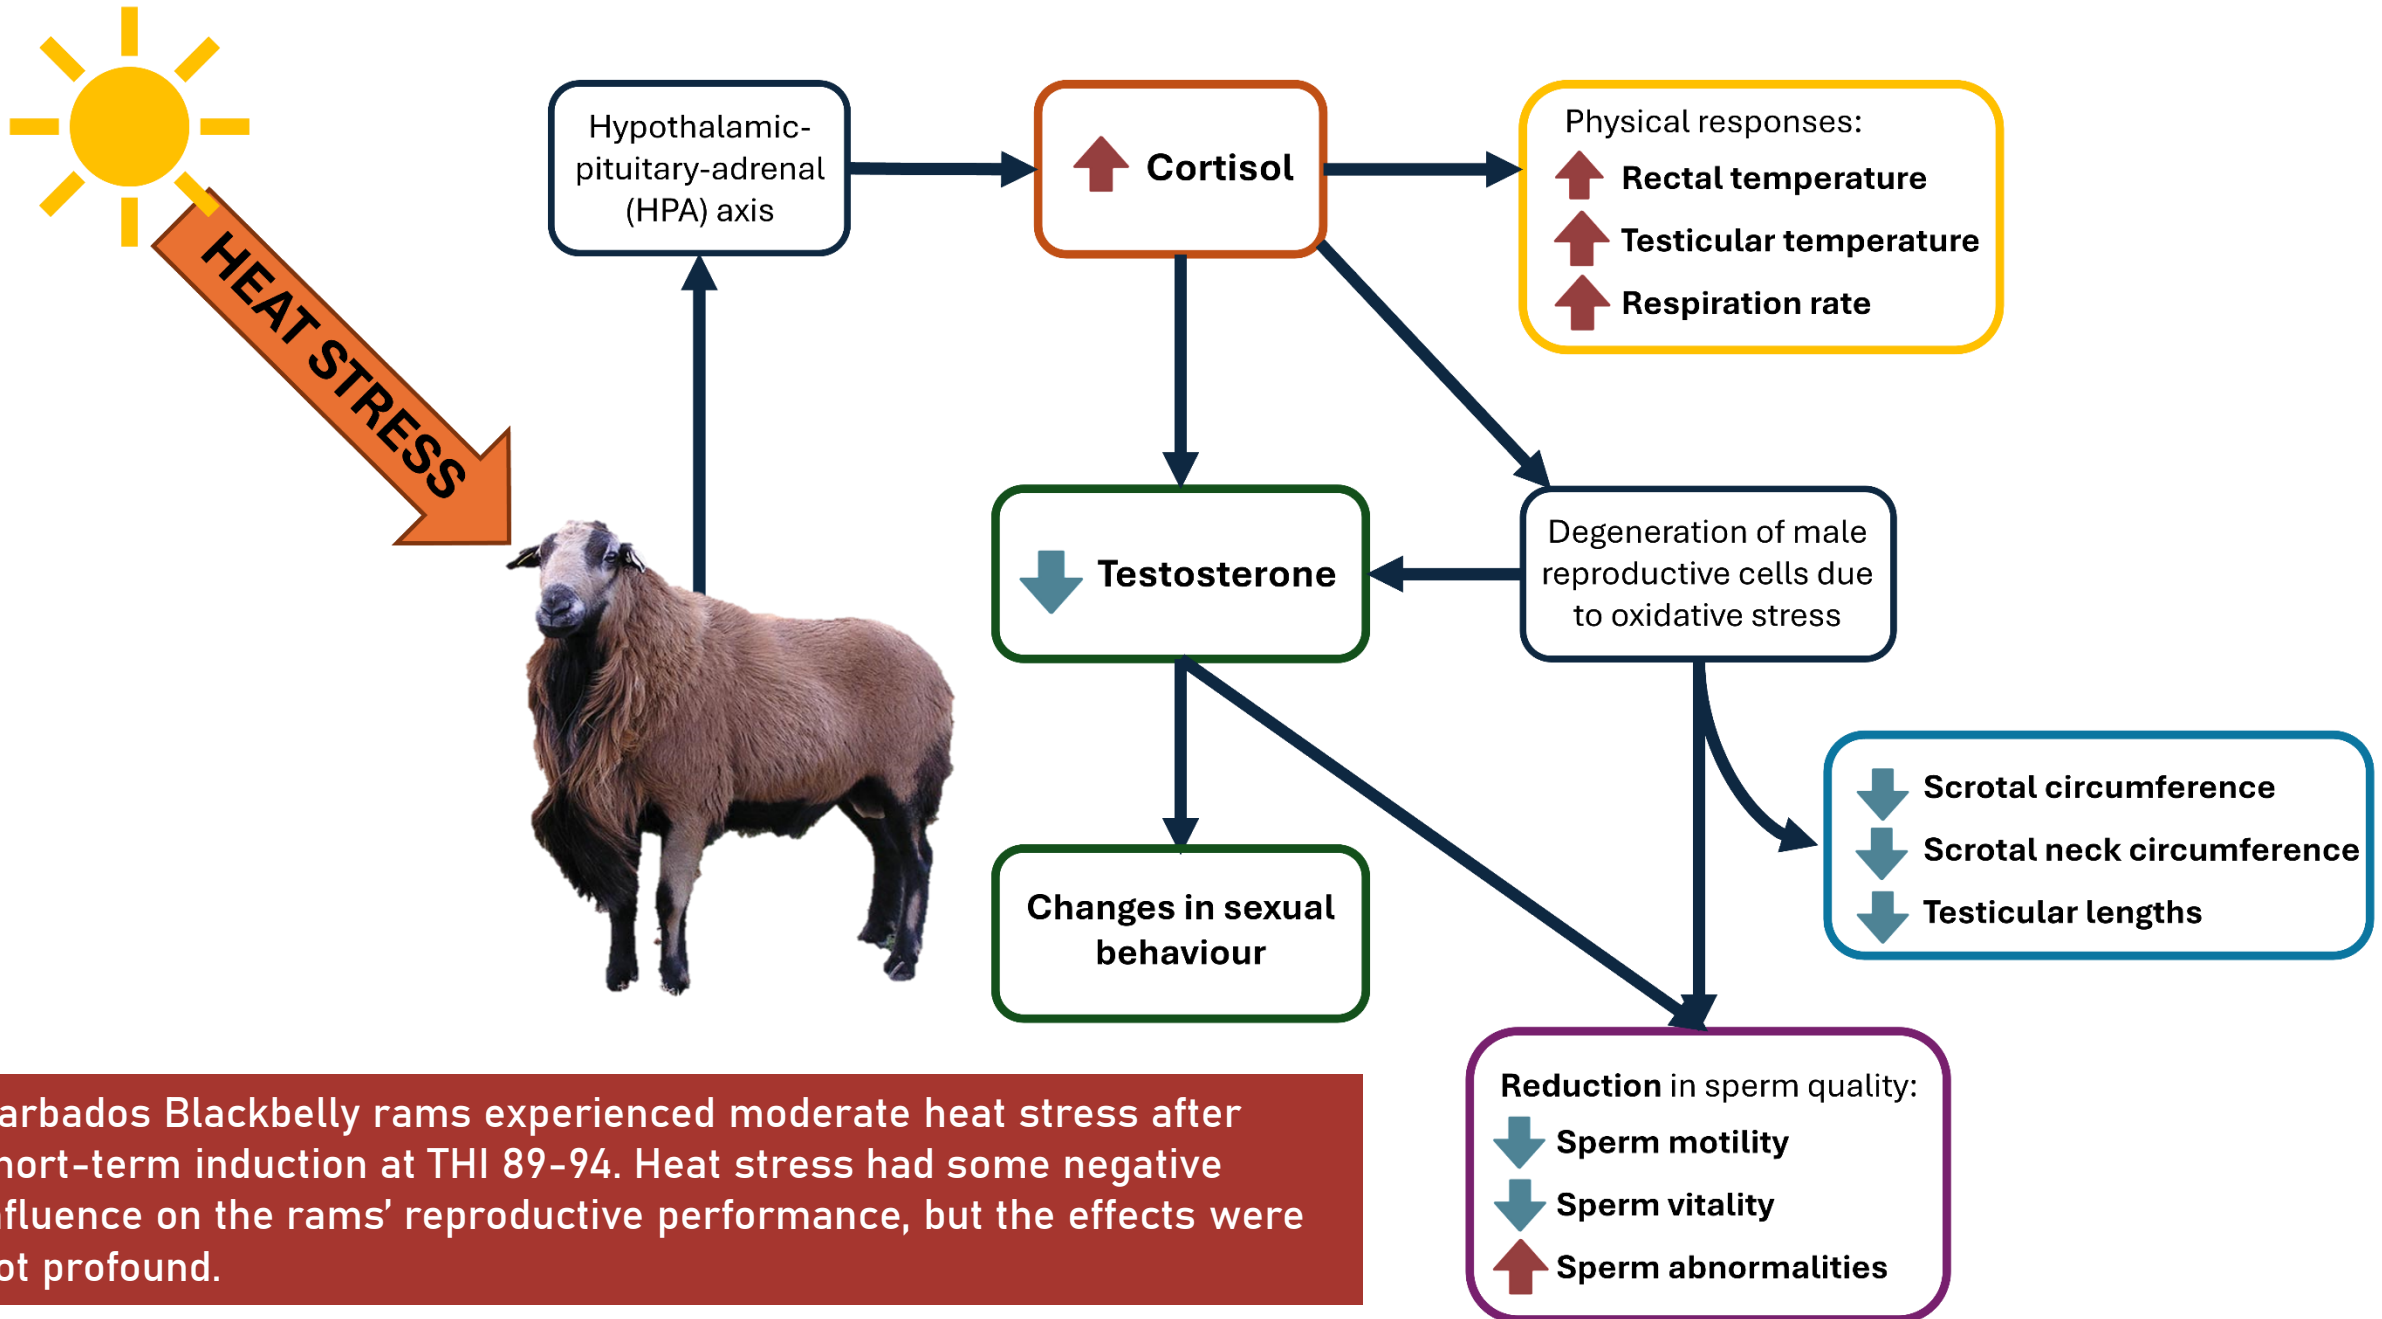 HEAT STRESS
Hypothalamic-
pituitary-adrenal
(HPA) axis
Cortisol
Physical responses:
Rectal temperature
Testicular temperature
Respiration rate
Testosterone
Degeneration of male
reproductive cells due
to oxidative stress
Scrotal circumference
Scrotal neck circumference
Testicular lengths
Changes in sexual
behaviour
Reduction in sperm quality:
Sperm motility
Sperm vitality
Sperm abnormalities
arbados Blackbelly rams experienced moderate heat stress after
hort-term induction at THI 89-94. Heat stress had some negative
nfluence on the rams’ reproductive performance, but the effects were
ot profound.